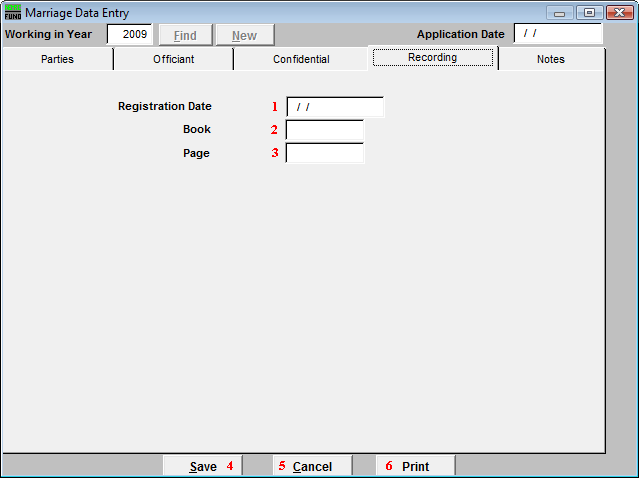 Marriage Data Entry
FUND
Working in Year 2009 Find New Application Date / /
Parties Officiant Confidential Recording Notes
Registration Date 1 / /
Book 2
Page 3
Save 4 5 Cancel 6 Print